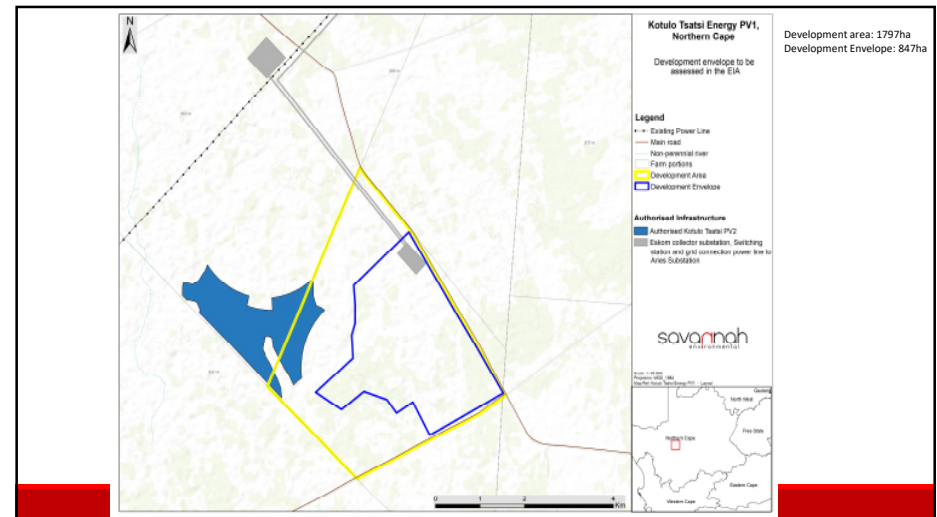 N
Kotulo Tsatsi Energy PV1,
Northern Cape
Development envelope to be
assessed in the EIA
Legend
Existing Power Line
Main road
Non-perennial river
Farm portions
Development Area
Development Envelope
Authorised Infrastructure
Authorised Kotulo Tsatsi PV2
Eskom collector substation, Switching
station and grid connection power line to
Aries Substation
savannah
environmental
North West
Free State
Northern Cape
Eastern Cape
Western Cape
0 1 2 4
Km
Development area: 1797ha
Development Envelope: 847ha